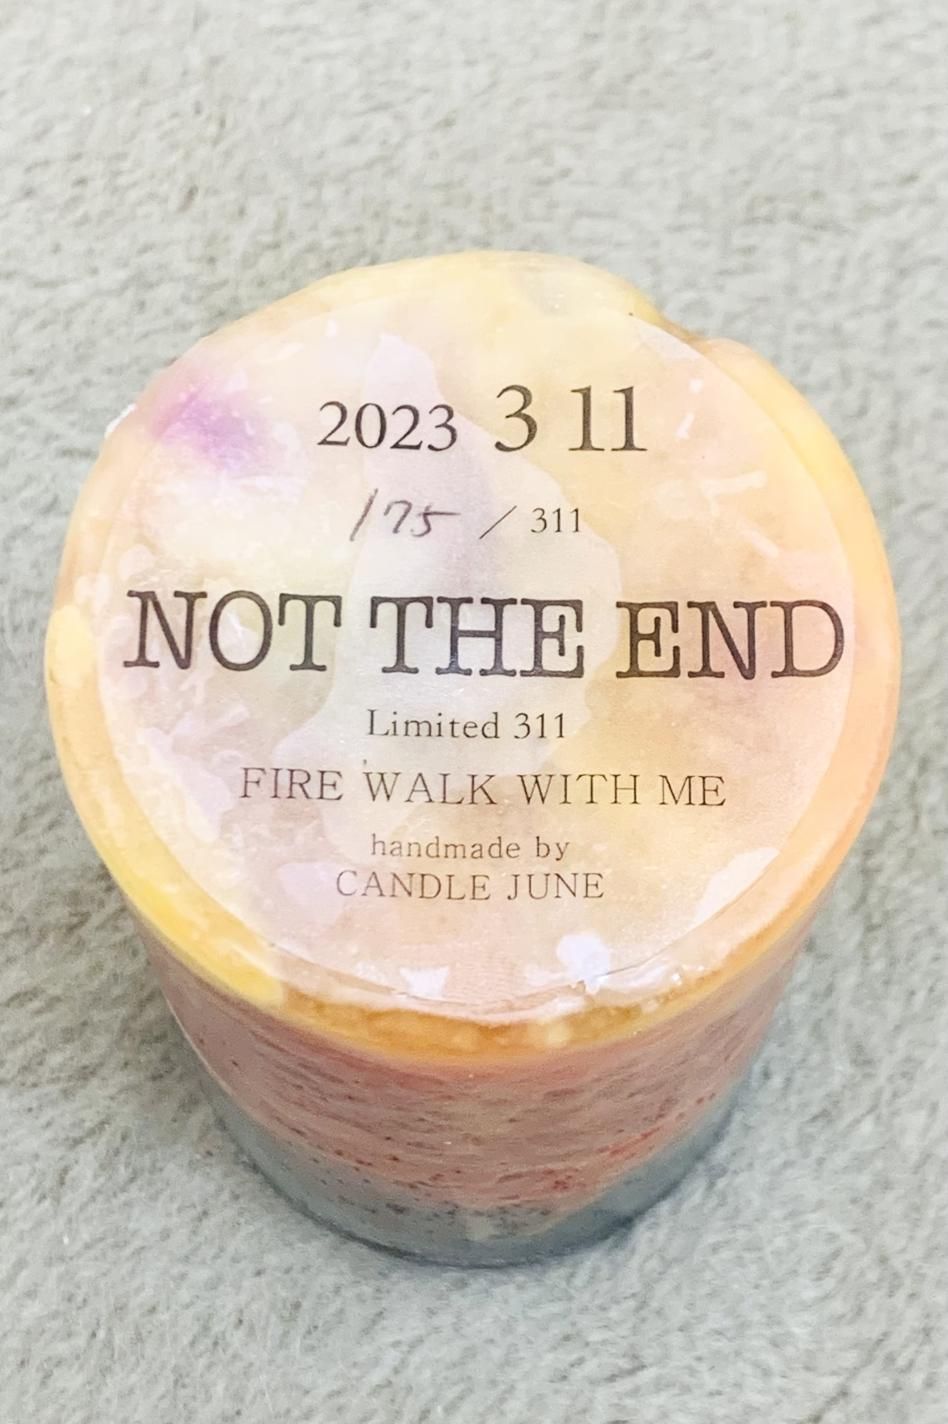 2023 3 11
175 / 311
NOT THE END
Limited 311
FIRE WALK WITH ME
handmade by
CANDLE JUNE